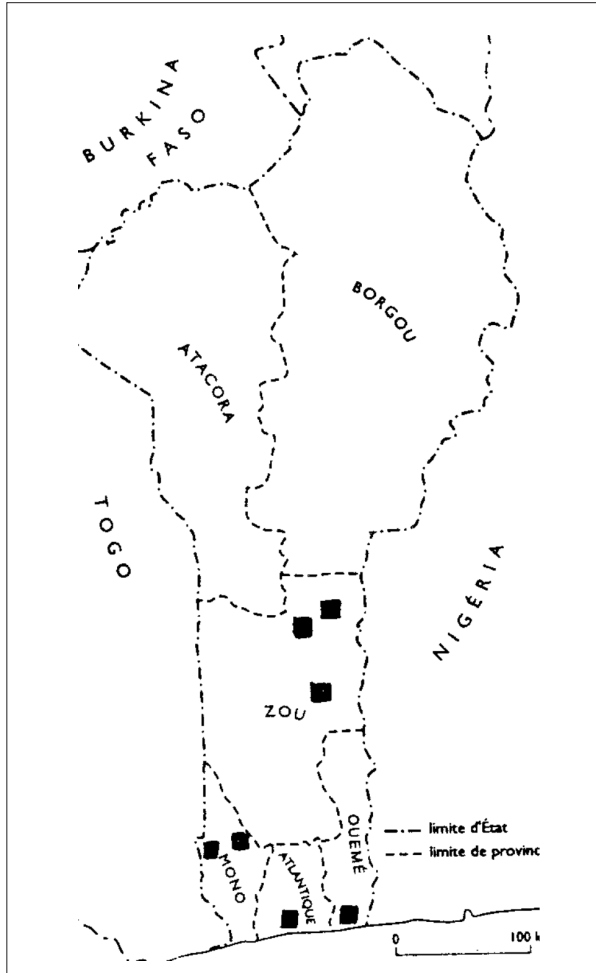 BURKINA
FASO
BORGOU
ATACORA
TOGO
NIGÉRIA
ZOU
OUEMÉ
limite d'État
limite de provinc
MONO
ATLANTIQUE
0 100 k